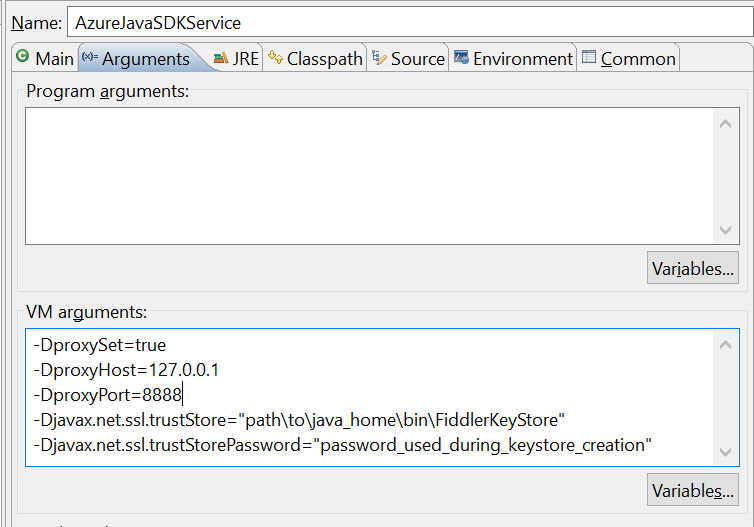 Name: AzureJavaSDKService
Main Arguments JRE Classpath Source Environment Common
Program arguments:
Variables...
VM arguments:
-DproxySet=true
-DproxyHost=127.0.0.1
-DproxyPort=8888
-Djavax.net.ssl.trustStore="path\to\java_home\bin\FiddlerKeyStore"
-Djavax.net.ssl.trustStorePassword="password_used_during_keystore_creation"
Variables...